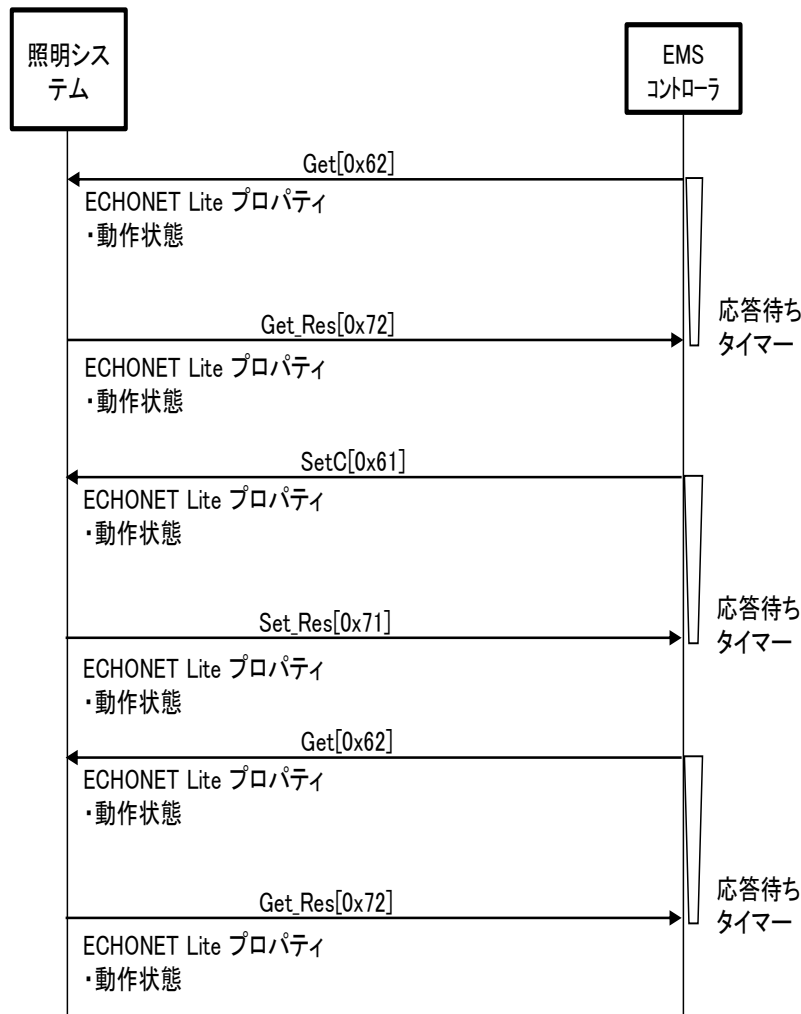 照明シス
テム
EMS
コントローラ
Get[0x62]
ECHONET Lite プロパティ
・動作状態
応答待ち
タイマー
Get_Res[0x72]
ECHONET Lite プロパティ
・動作状態
SetC[0x61]
ECHONET Lite プロパティ
・動作状態
応答待ち
タイマー
Set_Res[0x71]
ECHONET Lite プロパティ
・動作状態
Get[0x62]
ECHONET Lite プロパティ
・動作状態
応答待ち
タイマー
Get_Res[0x72]
ECHONET Lite プロパティ
・動作状態